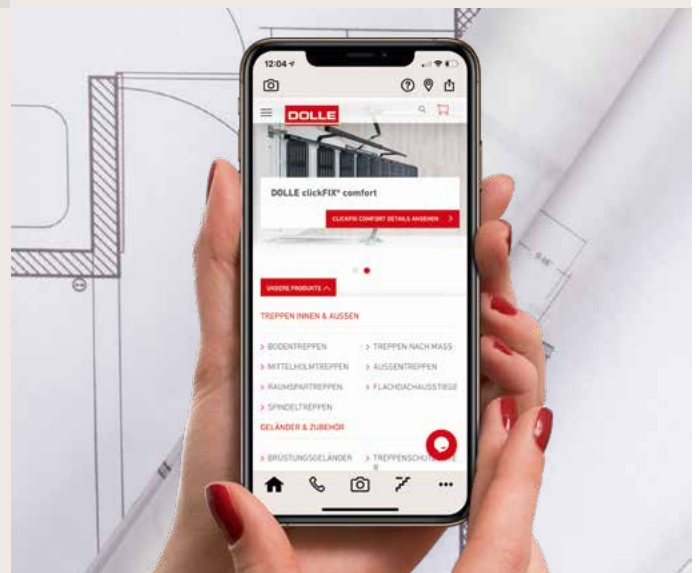 12:04
DOLLE
DOLLE clickFIX® comfort
CLICKFIX COMFORT DETAILS ANSEHEN
UNSERE PRODUKTE
TREPPEN INNEN & AUSSEN
> BODENTREPPEN
> TREPPEN NACH MASS
> MITTELHOLMTREPPEN
> AUSSENTREPPEN
> RAUMSPARTREPPEN
> FLACHDACHAUSSTIEGE
> SPINDELTREPPEN
GELÄNDER & ZUBEHÖR
> BRÜSTUNGSGELÄNDER